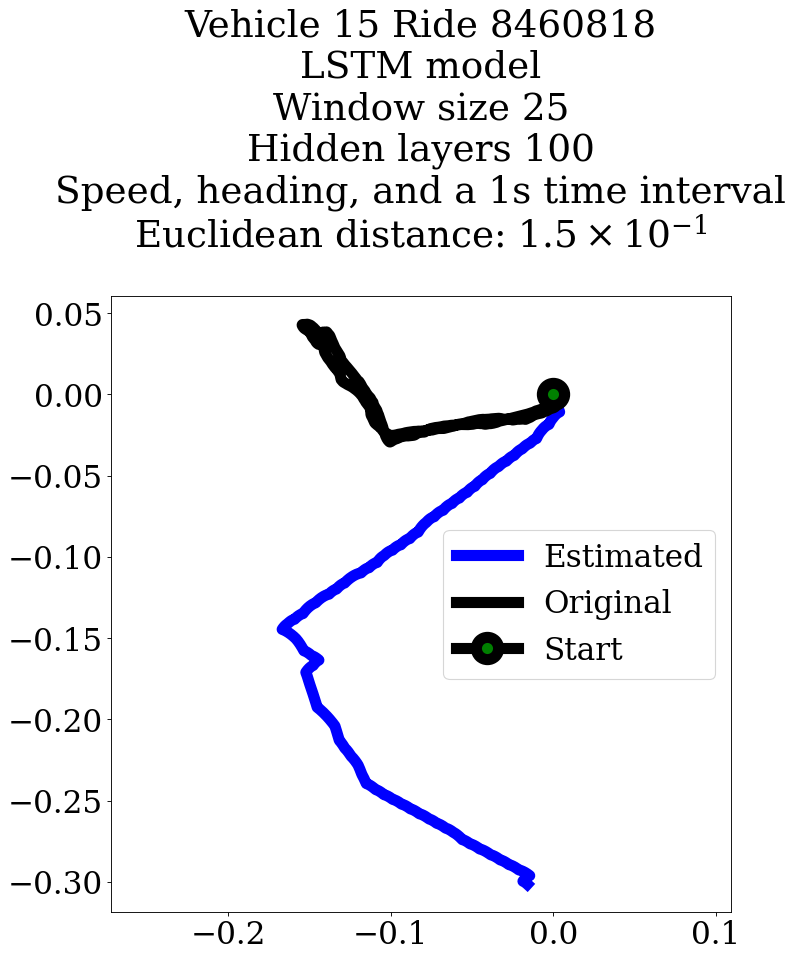 Vehicle 15 Ride 8460818
LSTM model
Window size 25
Hidden layers 100
Speed, heading, and a 1s time interval
Euclidean distance: 1.5 × 10⁻¹
0.05
0.00
−0.05
−0.10
−0.15
−0.20
−0.25
−0.30
Estimated
Original
Start
−0.2
−0.1
0.0
0.1